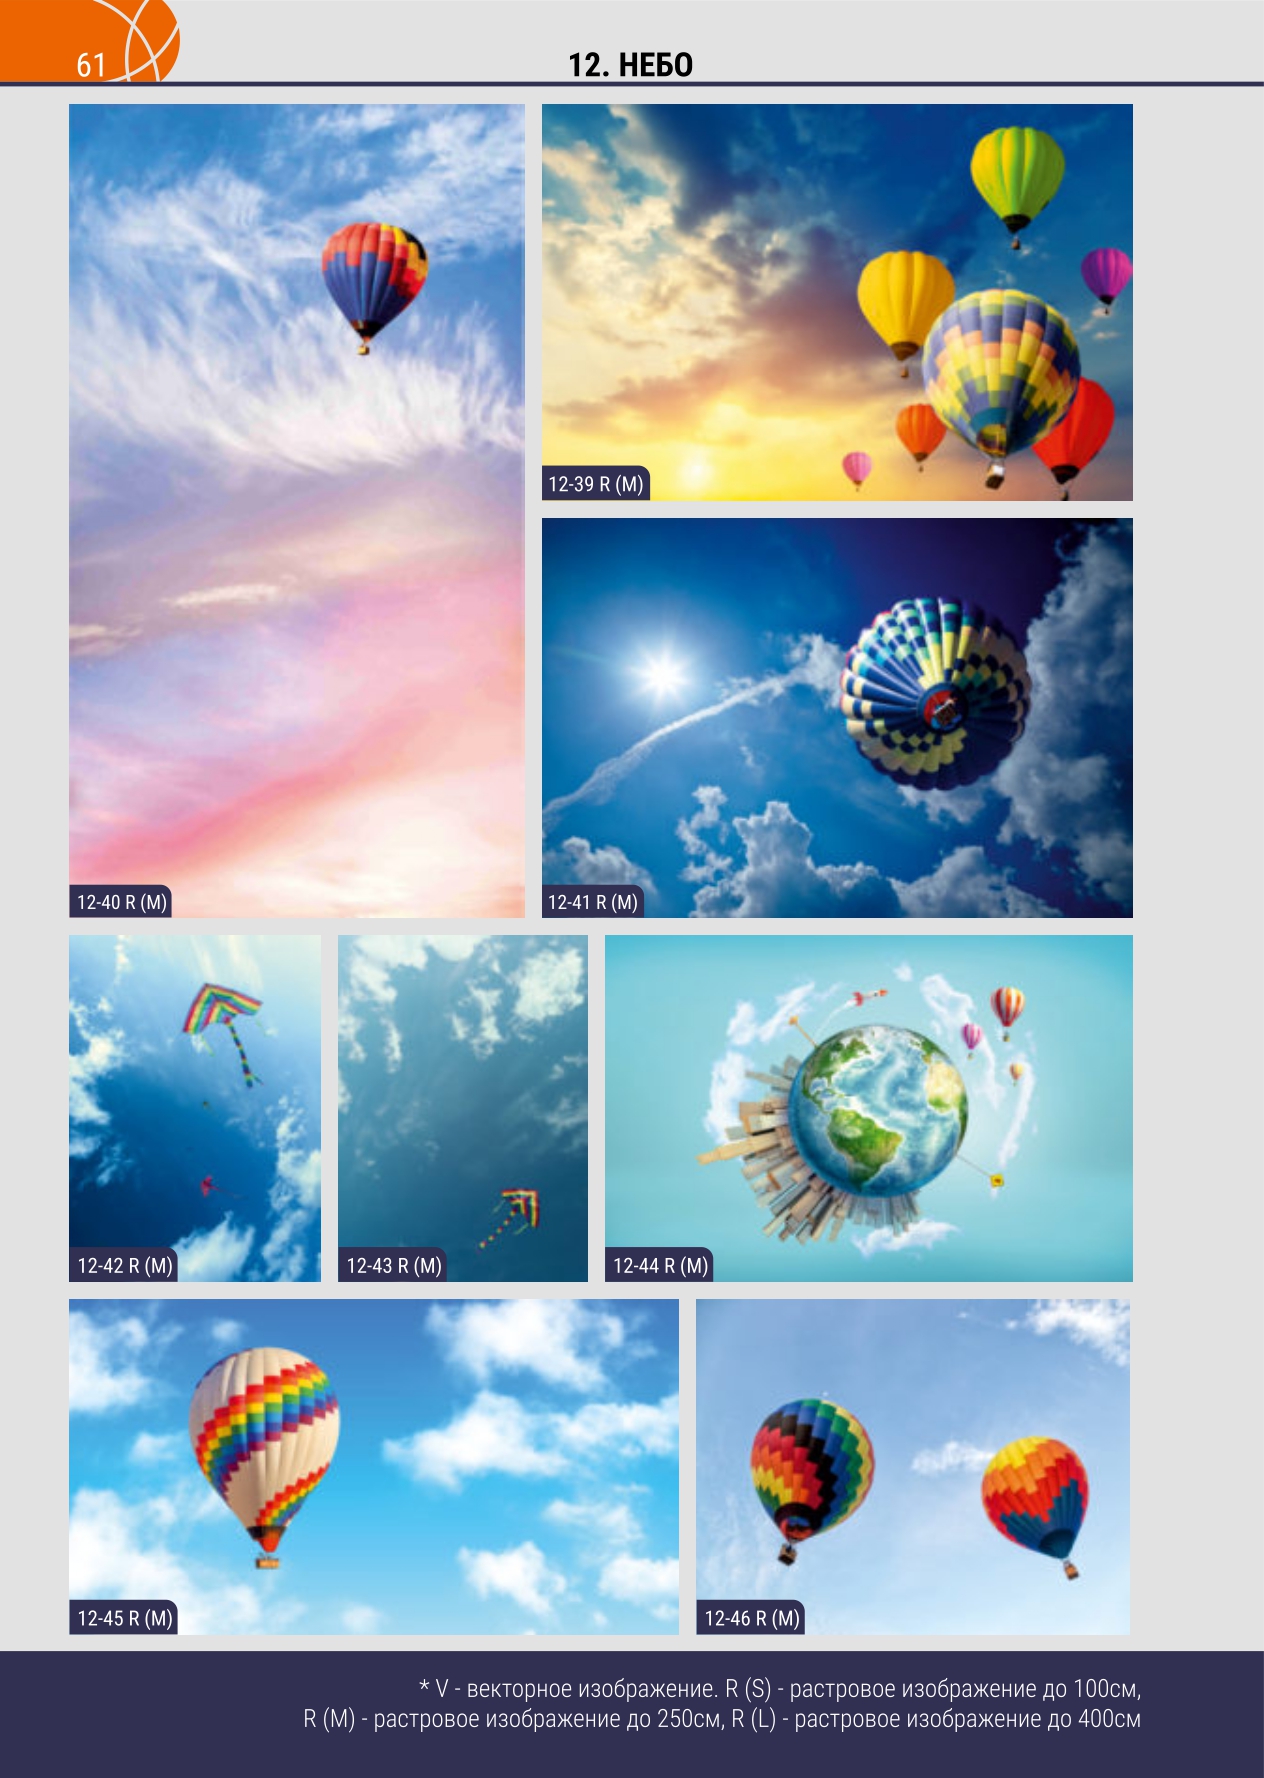 61
12. НЕБО
12-39 R (M)
12-40 R (M)
12-41 R (M)
12-42 R (M)
12-43 R (M)
12-44 R (M)
12-45 R (M)
12-46 R (M)
* V - векторное изображение. R (S) - растровое изображение до 100см,
R (M) - растровое изображение до 250см, R (L) - растровое изображение до 400см